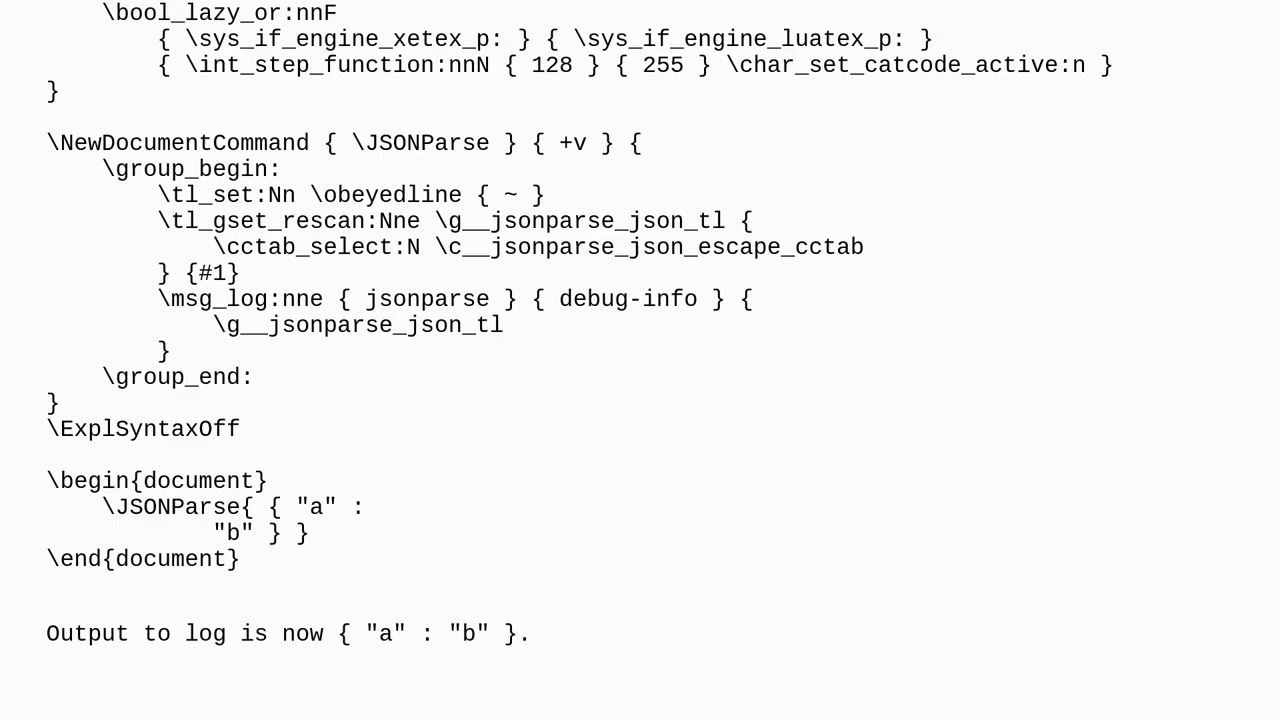 \bool_lazy_or:nnF
        { \sys_if_engine_xetex_p: } { \sys_if_engine_luatex_p: }
        { \int_step_function:nnN { 128 } { 255 } \char_set_catcode_active:n }
}

\NewDocumentCommand { \JSONParse } { +v } {
    \group_begin:
        \tl_set:Nn \obeyedline { ~ }
        \tl_gset_rescan:Nne \g__jsonparse_json_tl {
            \cctab_select:N \c__jsonparse_json_escape_cctab
        } {#1}
        \msg_log:nne { jsonparse } { debug-info } {
            \g__jsonparse_json_tl
        }
    \group_end:
}
\ExplSyntaxOff

\begin{document}
    \JSONParse{ { "a" :
            "b" } }
\end{document}

Output to log is now { "a" : "b" }.